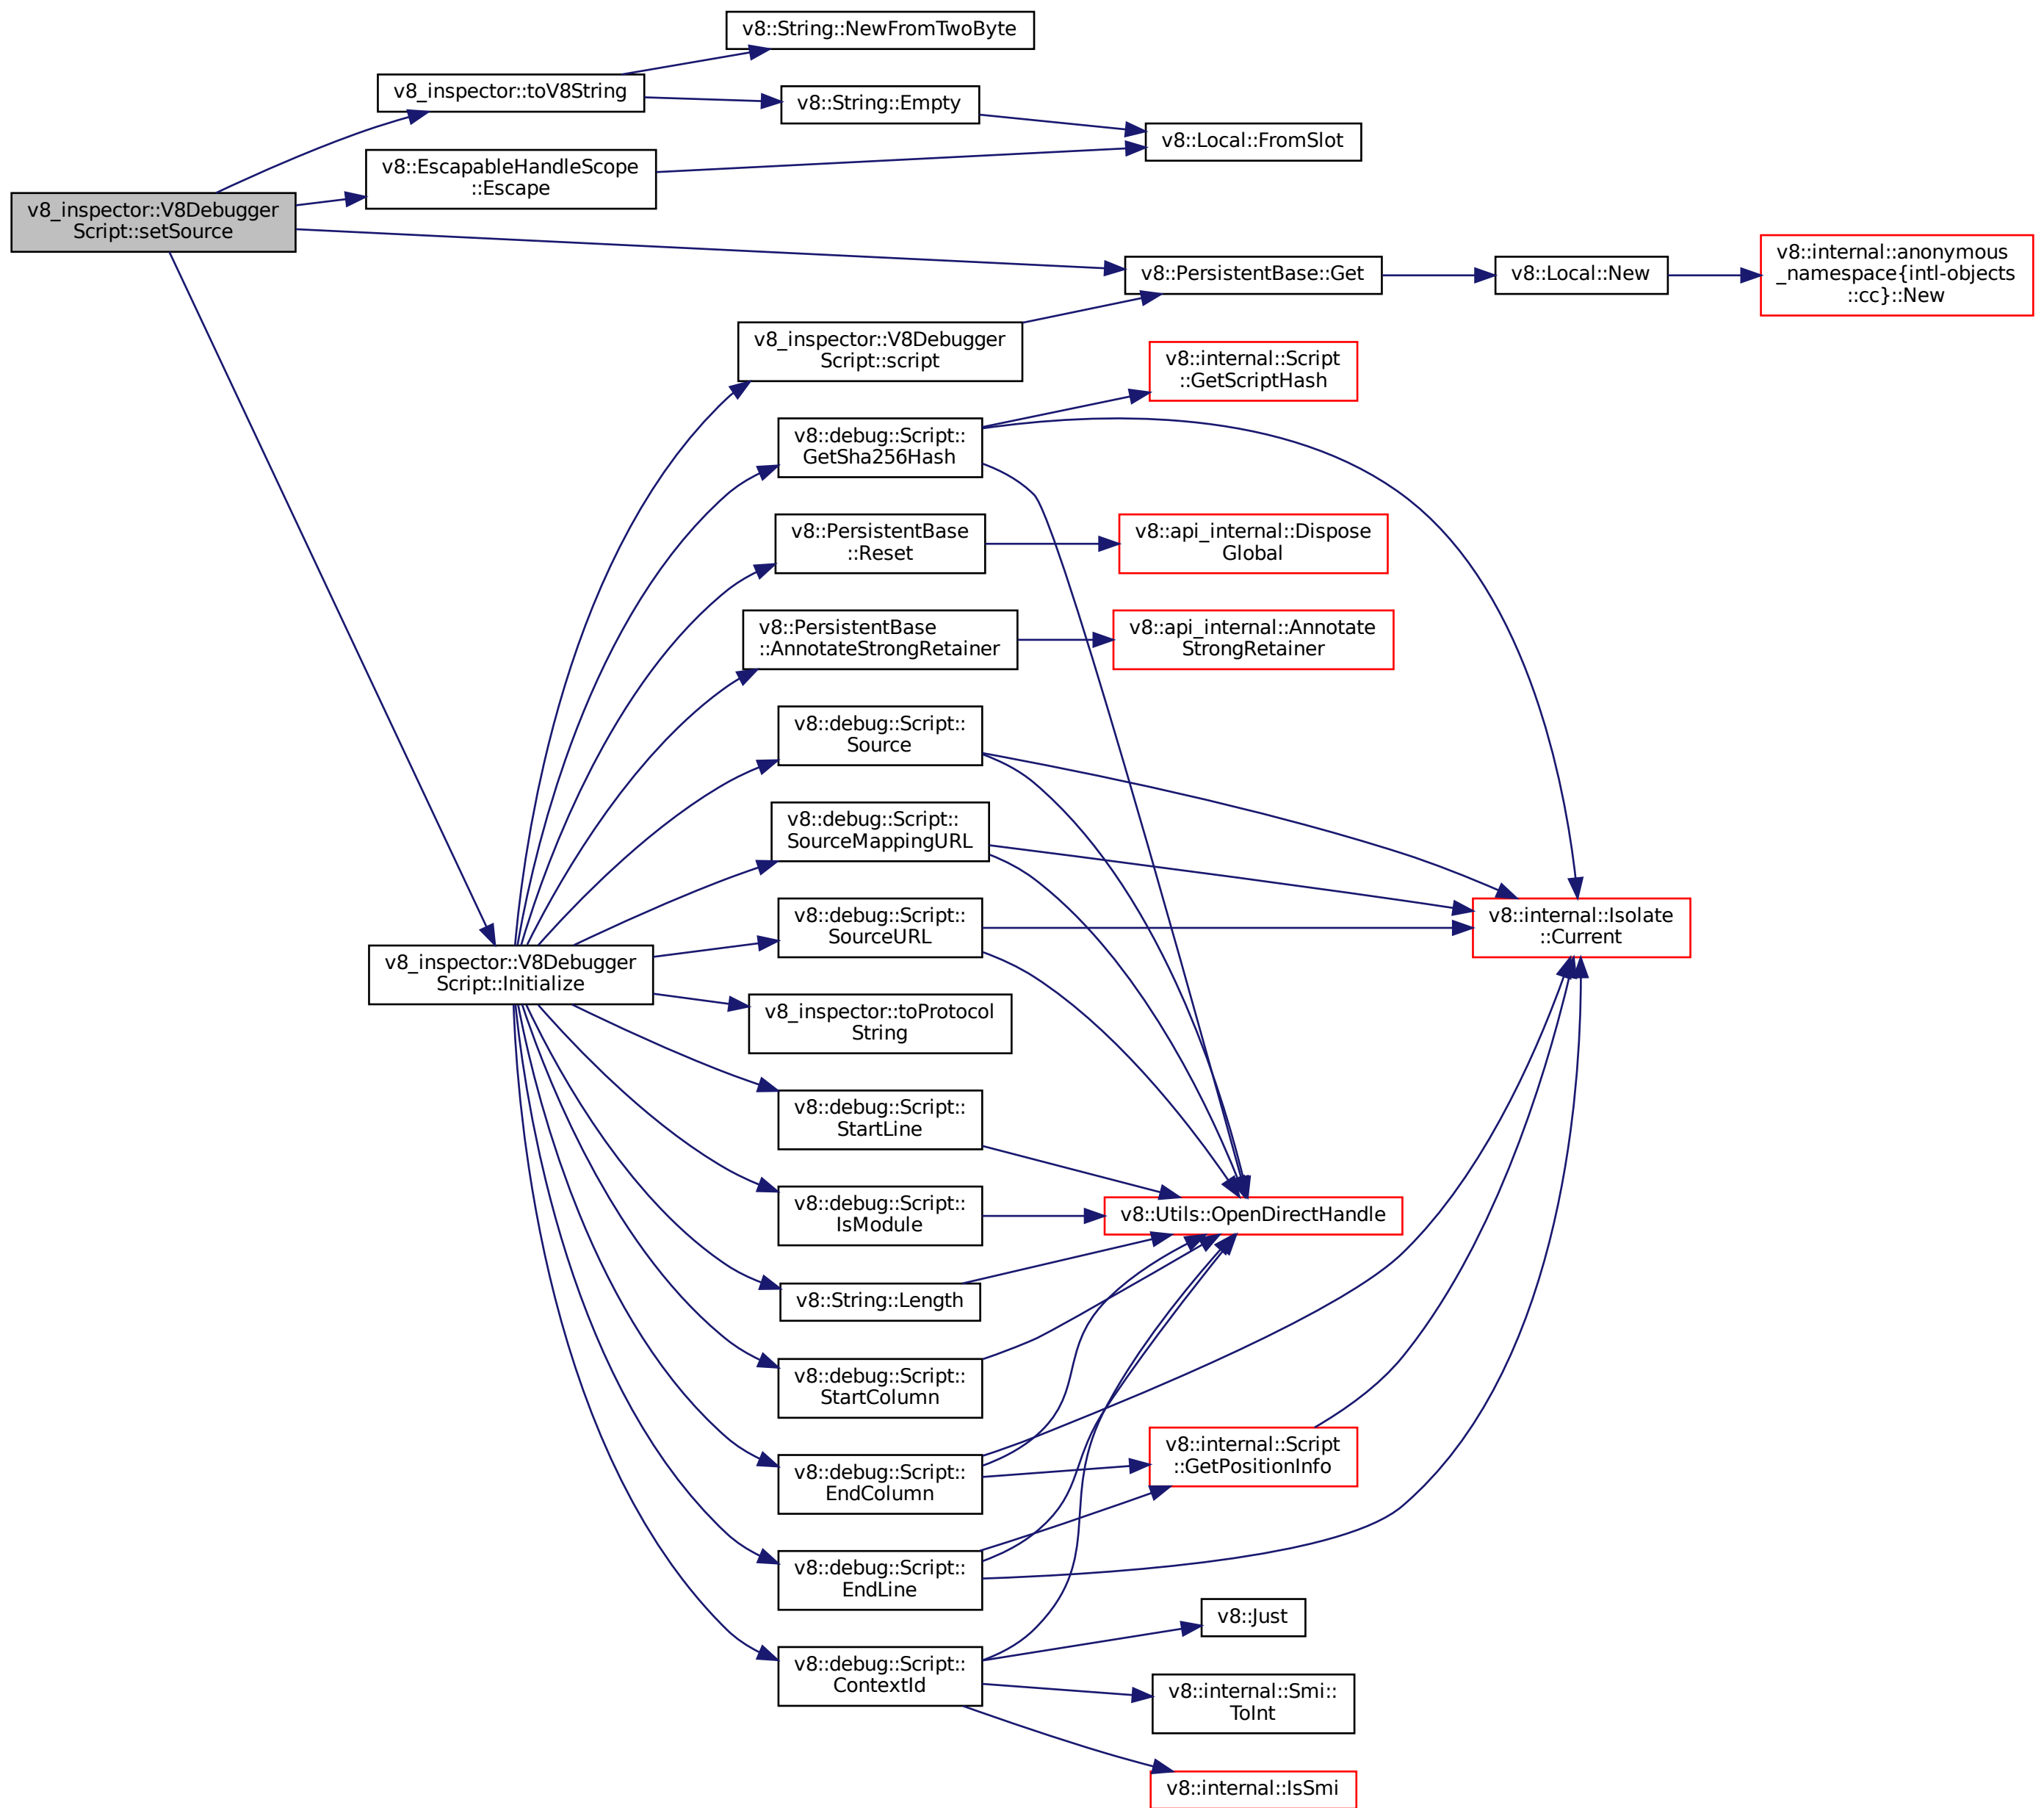 v8::String::NewFromTwoByte
v8_inspector::toV8String
v8::String::Empty
v8::Local::FromSlot
v8::EscapableHandleScope
::Escape
v8_inspector::V8Debugger
Script::setSource
v8::PersistentBase::Get
v8::Local::New
v8::internal::anonymous
_namespace{intl-objects
::cc}::New
v8_inspector::V8Debugger
Script::script
v8::internal::Script
::GetScriptHash
v8::debug::Script::
GetSha256Hash
v8::PersistentBase
::Reset
v8::api_internal::Dispose
Global
v8::PersistentBase
::AnnotateStrongRetainer
v8::api_internal::Annotate
StrongRetainer
v8::debug::Script::
Source
v8::debug::Script::
SourceMappingURL
v8::debug::Script::
SourceURL
v8::internal::Isolate
::Current
v8_inspector::V8Debugger
Script::Initialize
v8_inspector::toProtocol
String
v8::debug::Script::
StartLine
v8::debug::Script::
IsModule
v8::Utils::OpenDirectHandle
v8::String::Length
v8::debug::Script::
StartColumn
v8::debug::Script::
EndColumn
v8::internal::Script
::GetPositionInfo
v8::debug::Script::
EndLine
v8::Just
v8::debug::Script::
ContextId
v8::internal::Smi::
ToInt
v8::internal::IsSmi